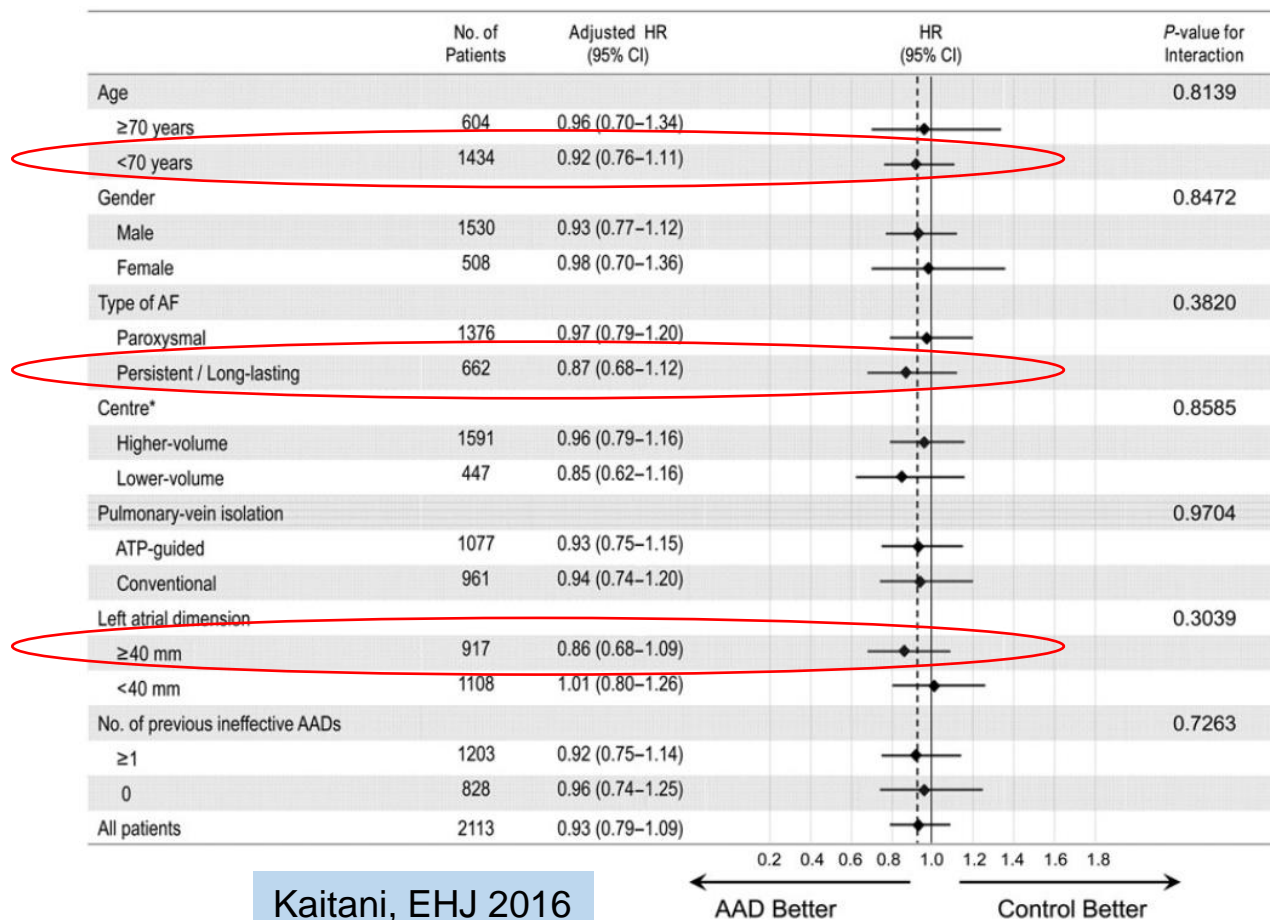 No. of Patients Adjusted HR (95% CI) HR (95% CI) P-value for Interaction
Age 0.8139
≥70 years 604 0.96 (0.70–1.34)
<70 years 1434 0.92 (0.76–1.11)
Gender 0.8472
Male 1530 0.93 (0.77–1.12)
Female 508 0.98 (0.70–1.36)
Type of AF 0.3820
Paroxysmal 1376 0.97 (0.79–1.20)
Persistent / Long-lasting 662 0.87 (0.68–1.12)
Centre* 0.8585
Higher-volume 1591 0.96 (0.79–1.16)
Lower-volume 447 0.85 (0.62–1.16)
Pulmonary-vein isolation 0.9704
ATP-guided 1077 0.93 (0.75–1.15)
Conventional 961 0.94 (0.74–1.20)
Left atrial dimension 0.3039
≥40 mm 917 0.86 (0.68–1.09)
<40 mm 1108 1.01 (0.80–1.26)
No. of previous ineffective AADs 0.7263
≥1 1203 0.92 (0.75–1.14)
0 828 0.96 (0.74–1.25)
All patients 2113 0.93 (0.79–1.09)
0.2 0.4 0.6 0.8 1.0 1.4 1.6 1.8
Kaitani, EHJ 2016 AAD Better Control Better